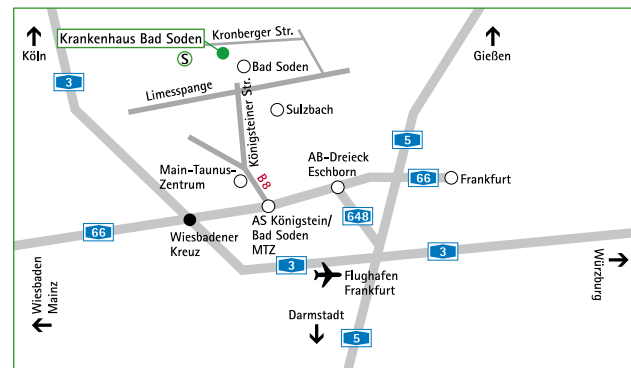 Köln
Krankenhaus Bad Soden
Kronberger Str.
Gießen
S
Bad Soden
3
Limesspange
Königsteiner Str.
Sulzbach
5
Main-Taunus-
Zentrum
B8
AB-Dreieck
Eschborn
66
Frankfurt
648
66
Wiesbadener
Kreuz
AS Königstein/
Bad Soden
MTZ
3
3
Flughafen
Frankfurt
Wiesbaden
Mainz
Würzburg
Darmstadt
5